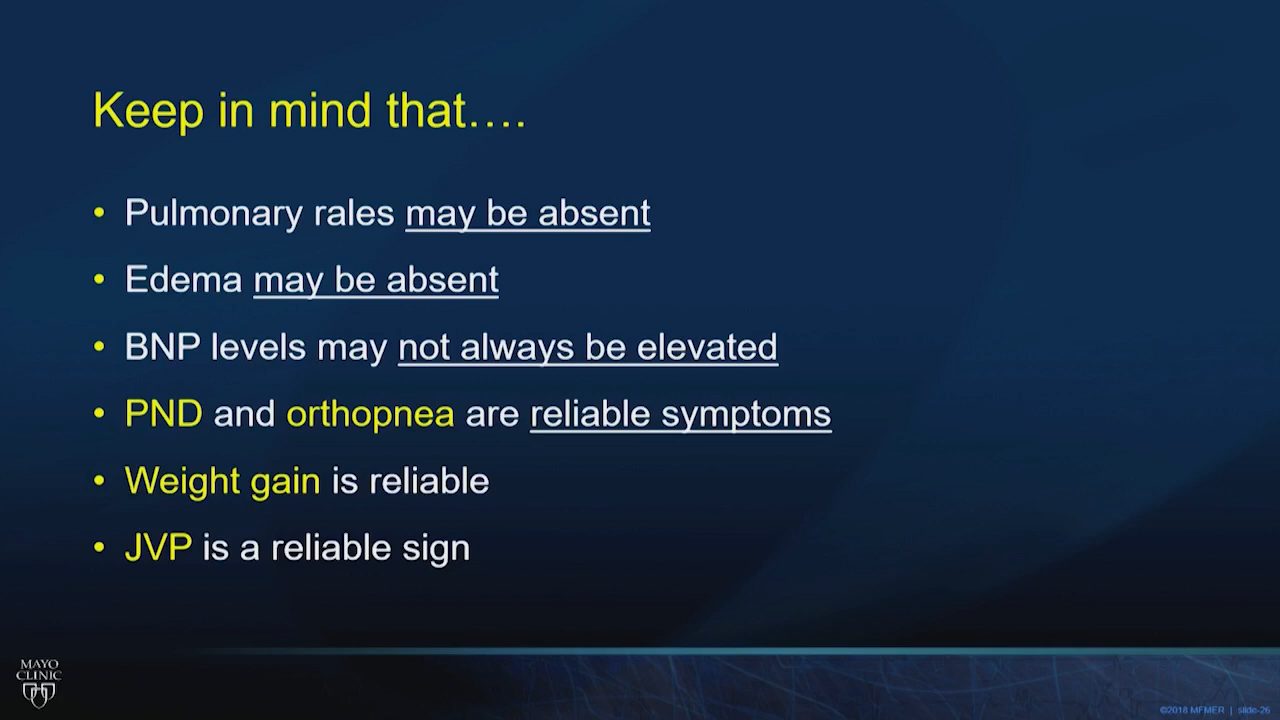 Keep in mind that….
• Pulmonary rales may be absent
• Edema may be absent
• BNP levels may not always be elevated
• PND and orthopnea are reliable symptoms
• Weight gain is reliable
• JVP is a reliable sign
MAYO
CLINIC
©2018 MFMER | slide-26